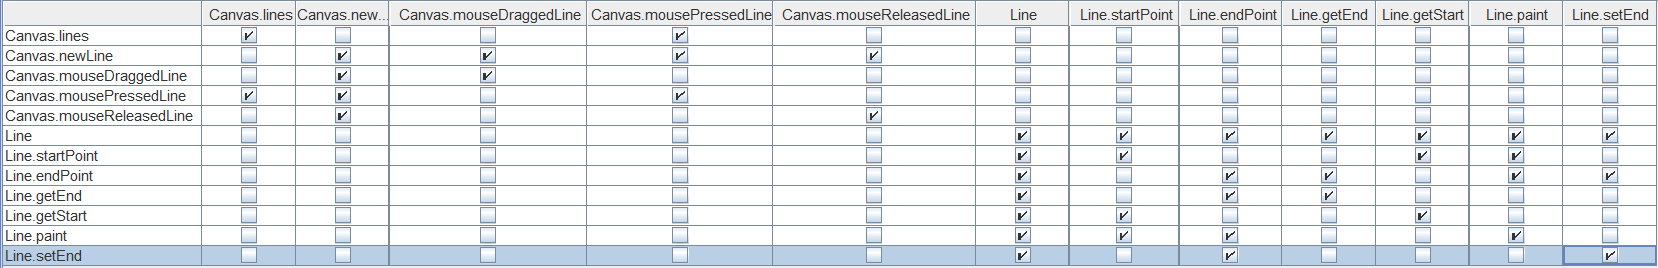 Canvas.lines Canvas.new... Canvas.mouseDraggedLine Canvas.mousePressedLine Canvas.mouseReleasedLine Line Line.startPoint Line.endPoint Line.getEnd Line.getStart Line.paint Line.setEnd
Canvas.lines
Canvas.newLine
Canvas.mouseDraggedLine
Canvas.mousePressedLine
Canvas.mouseReleasedLine
Line
Line.startPoint
Line.endPoint
Line.getEnd
Line.getStart
Line.paint
Line.setEnd